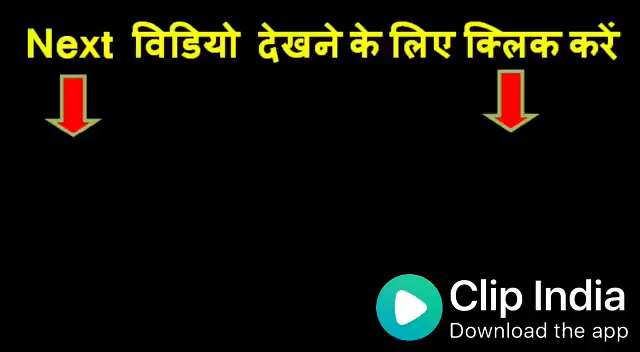 Next विडियो देखने के लिए क्लिक करें
Clip India
Download the app